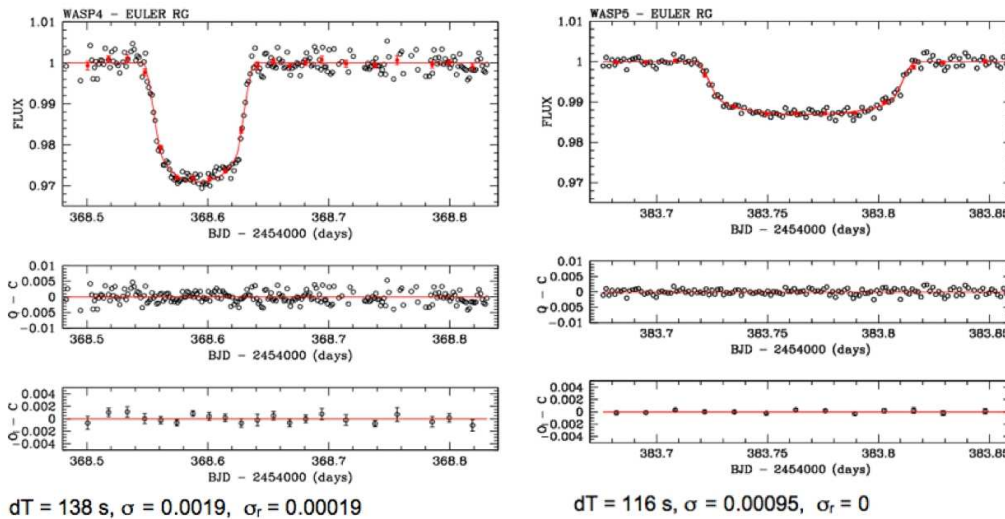 WASP4 - EULER RG
1.01
1
0.99
0.98
0.97
FLUX
368.5 368.6 368.7 368.8
BJD - 2454000 (days)
0.01
0.005
0
-0.005
-0.01
O - C
368.5 368.6 368.7 368.8
BJD - 2454000 (days)
0.004
0.002
0
-0.002
-0.004
O - C
368.5 368.6 368.7 368.8
BJD - 2454000 (days)
dT = 138 s, σ = 0.0019, σr = 0.00019
WASP5 - EULER RG
1.01
1
0.99
0.98
0.97
FLUX
383.7 383.75 383.8 383.85
BJD - 2454000 (days)
0.01
0.005
0
-0.005
-0.01
O - C
383.7 383.75 383.8 383.85
BJD - 2454000 (days)
0.004
0.002
0
-0.002
-0.004
O - C
383.7 383.75 383.8 383.85
BJD - 2454000 (days)
dT = 116 s, σ = 0.00095, σr = 0